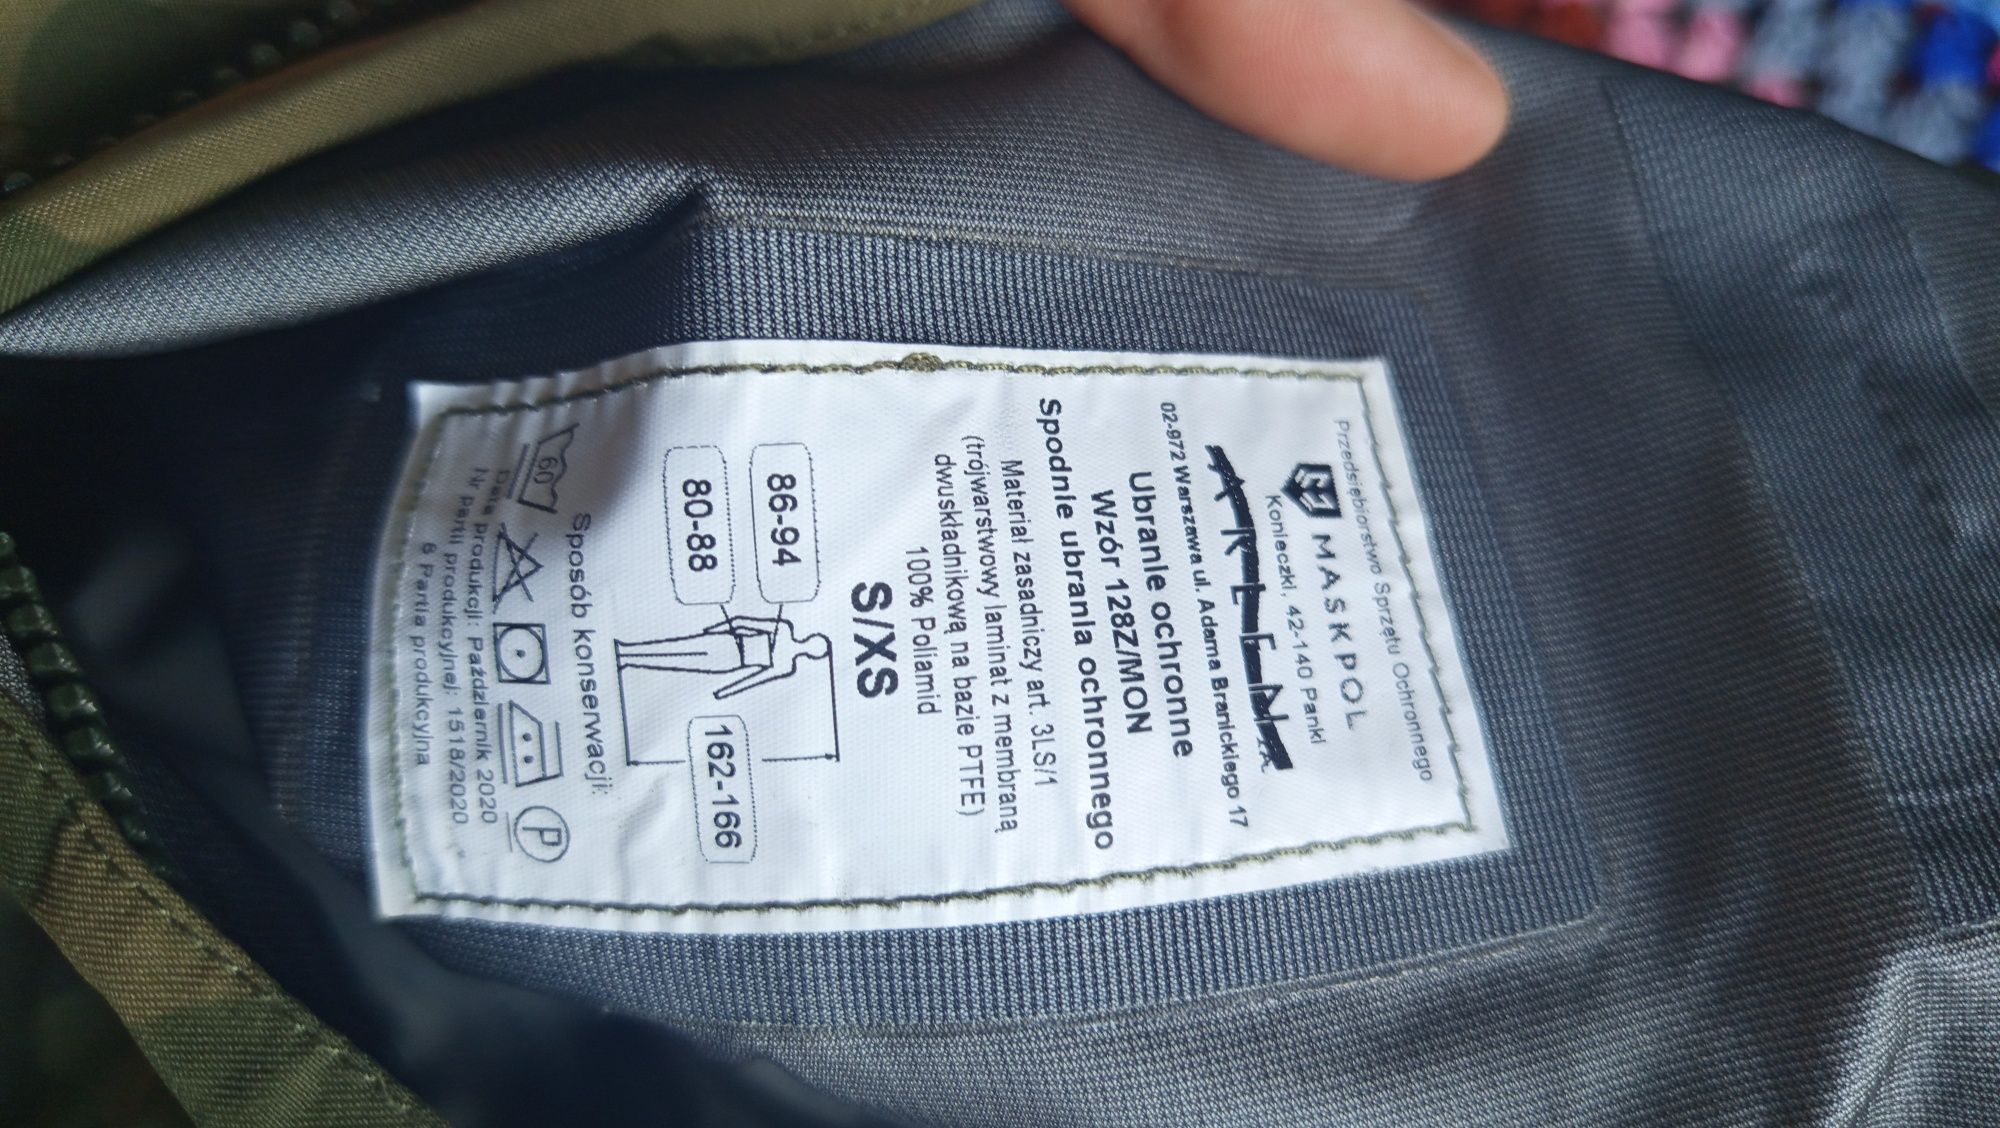 Przedsiębiorstwo Sprzętu Ochronnego
MASKPOL
Konieczki, 42-140 Panki
ARLEN S.A.
02-972 Warszawa ul. Adama Branickiego 17
Ubranie ochronne
Wzór 128Z/MON
Spodnie ubrania ochronnego
Materiał zasadniczy art. 3LS/1
(trójwarstwowy laminat z membraną
dwuskładnikową na bazie PTFE)
100% Poliamid
S/XS
86-94
80-88
162-166
Sposób konserwacji:
60
P
Data produkcji: Październik 2020
Nr partii produkcyjnej: 1518/2020
6 Partia produkcyjna